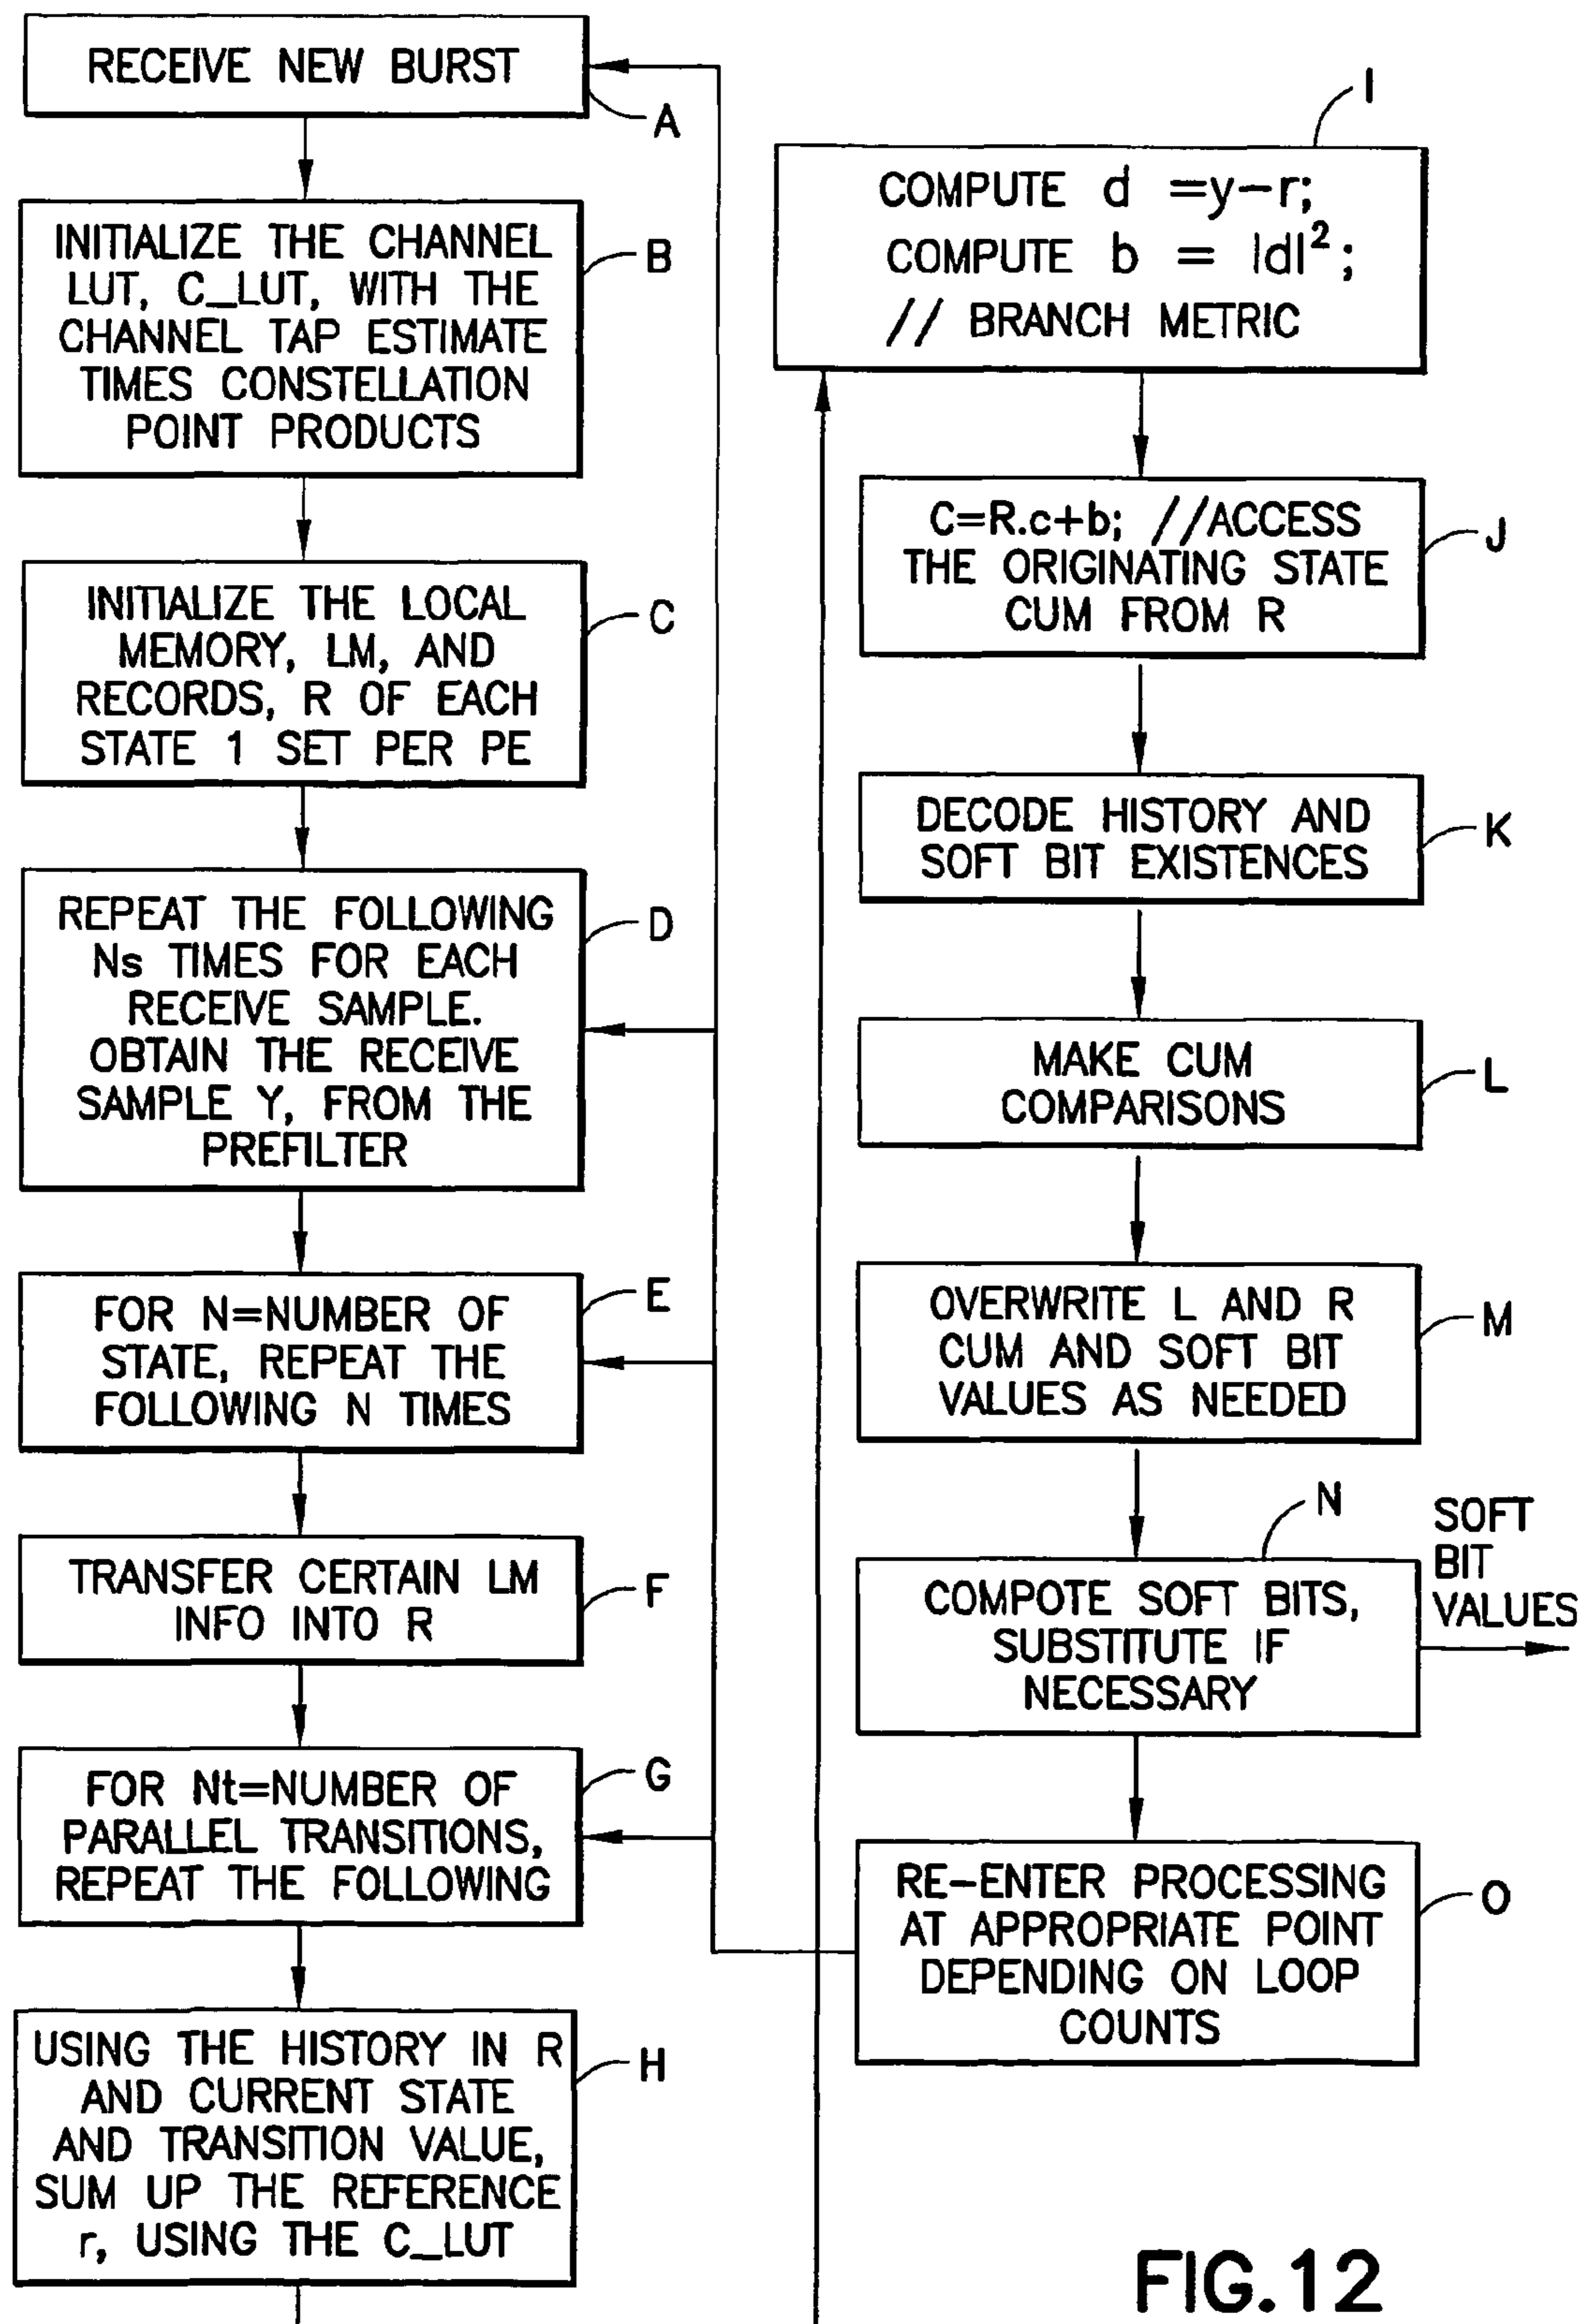 RECEIVE NEW BURST
A
INITIALIZE THE CHANNEL
LUT, C_LUT, WITH THE
CHANNEL TAP ESTIMATE
TIMES CONSTELLATION
POINT PRODUCTS
B
INITIALIZE THE LOCAL
MEMORY, LM, AND
RECORDS, R OF EACH
STATE 1 SET PER PE
C
REPEAT THE FOLLOWING
Ns TIMES FOR EACH
RECEIVE SAMPLE.
OBTAIN THE RECEIVE
SAMPLE Y, FROM THE
PREFILTER
D
FOR N=NUMBER OF
STATE, REPEAT THE
FOLLOWING N TIMES
E
TRANSFER CERTAIN LM
INFO INTO R
F
FOR Nt=NUMBER OF
PARALLEL TRANSITIONS,
REPEAT THE FOLLOWING
G
USING THE HISTORY IN R
AND CURRENT STATE
AND TRANSITION VALUE,
SUM UP THE REFERENCE
r, USING THE C_LUT
H
I
COMPUTE d =y-r;
COMPUTE b = |d|²;
// BRANCH METRIC
C=R.c+b; //ACCESS
THE ORIGINATING STATE
CUM FROM R
J
DECODE HISTORY AND
SOFT BIT EXISTENCES
K
MAKE CUM
COMPARISONS
L
OVERWRITE L AND R
CUM AND SOFT BIT
VALUES AS NEEDED
M
N
COMPOTE SOFT BITS,
SUBSTITUTE IF
NECESSARY
SOFT
BIT
VALUES
RE-ENTER PROCESSING
AT APPROPRIATE POINT
DEPENDING ON LOOP
COUNTS
O
FIG.12